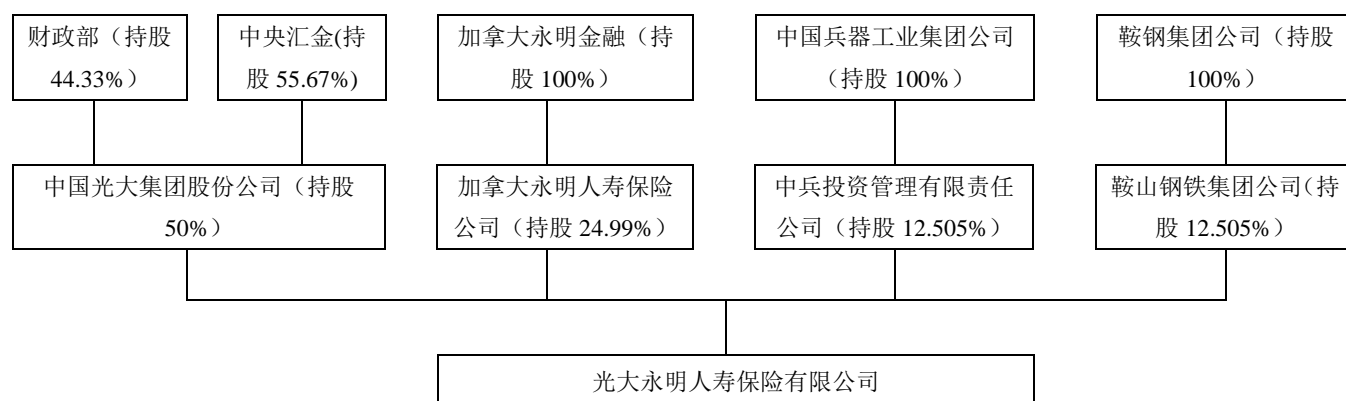 财政部（持股
44.33%）
中央汇金(持
股 55.67%)
加拿大永明金融（持
股 100%）
中国兵器工业集团公司
（持股 100%）
鞍钢集团公司（持股
100%）
中国光大集团股份公司（持股
50%）
加拿大永明人寿保险
公司（持股 24.99%）
中兵投资管理有限责任
公司（持股 12.505%）
鞍山钢铁集团公司（持
股 12.505%）
光大永明人寿保险有限公司